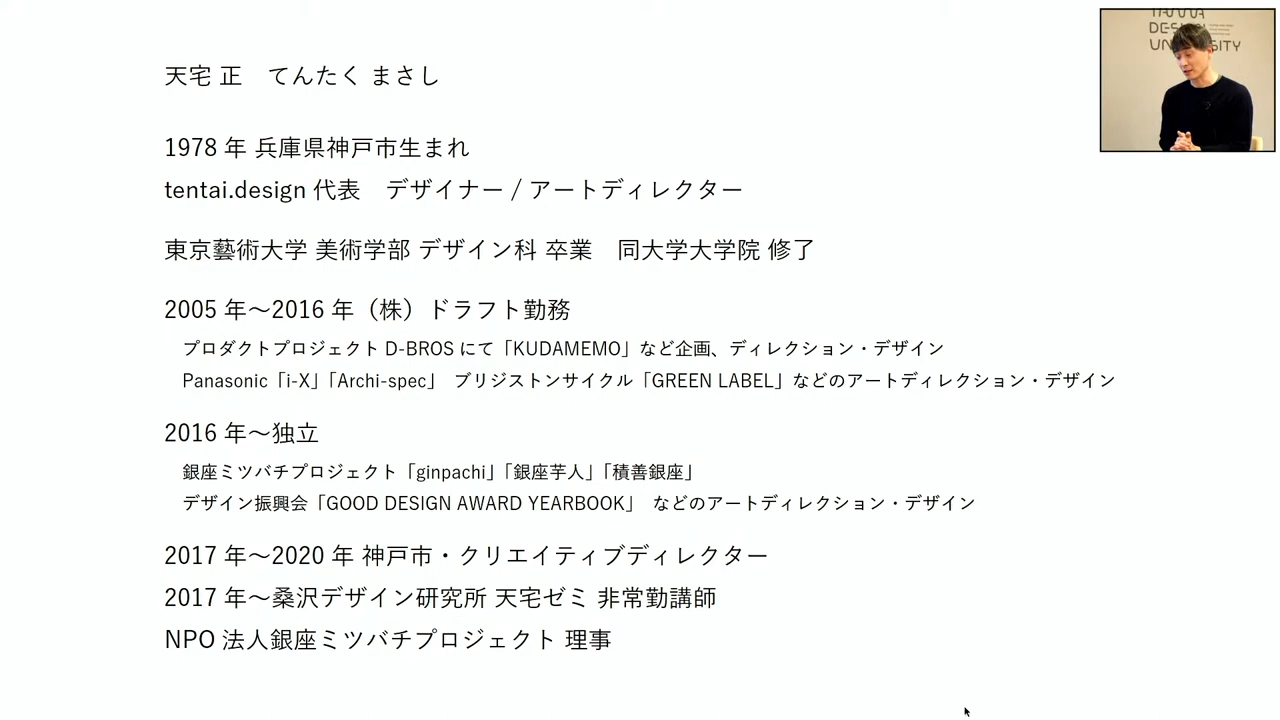 天宅 正　てんたく まさし
1978 年 兵庫県神戸市生まれ
tentai.design 代表　デザイナー / アートディレクター
東京藝術大学 美術学部 デザイン科 卒業　同大学大学院 修了
2005 年〜2016 年（株）ドラフト勤務
プロダクトプロジェクト D-BROS にて「KUDAMEMO」など企画、ディレクション・デザイン
Panasonic「i-X」「Archi-spec」 ブリジストンサイクル「GREEN LABEL」などのアートディレクション・デザイン
2016 年〜独立
銀座ミツバチプロジェクト「ginpachi」「銀座芋人」「積善銀座」
デザイン振興会「GOOD DESIGN AWARD YEARBOOK」 などのアートディレクション・デザイン
2017 年〜2020 年 神戸市・クリエイティブディレクター
2017 年〜桑沢デザイン研究所 天宅ゼミ 非常勤講師
NPO 法人銀座ミツバチプロジェクト 理事